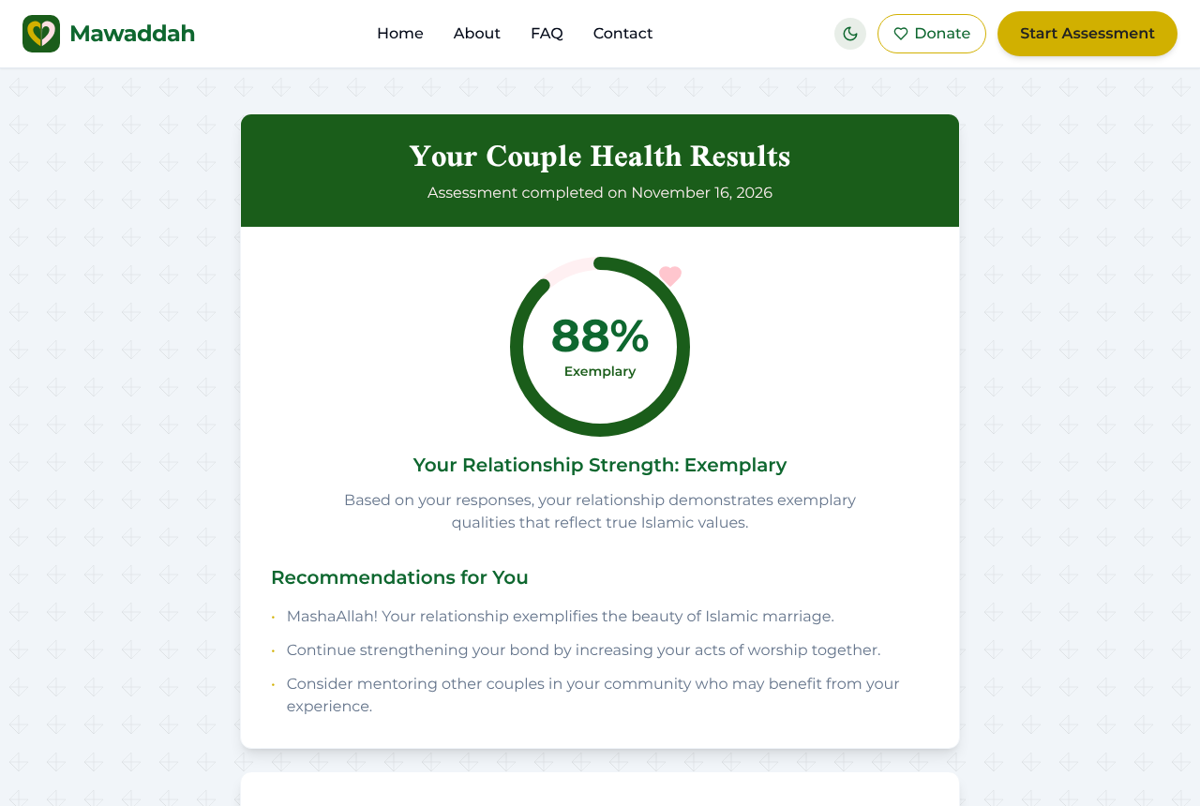 Mawaddah
Home
About
FAQ
Contact
Donate
Start Assessment
Your Couple Health Results
Assessment completed on November 16, 2026
88%
Exemplary
Your Relationship Strength: Exemplary
Based on your responses, your relationship demonstrates exemplary
qualities that reflect true Islamic values.
Recommendations for You
• MashaAllah! Your relationship exemplifies the beauty of Islamic marriage.
• Continue strengthening your bond by increasing your acts of worship together.
• Consider mentoring other couples in your community who may benefit from your
experience.